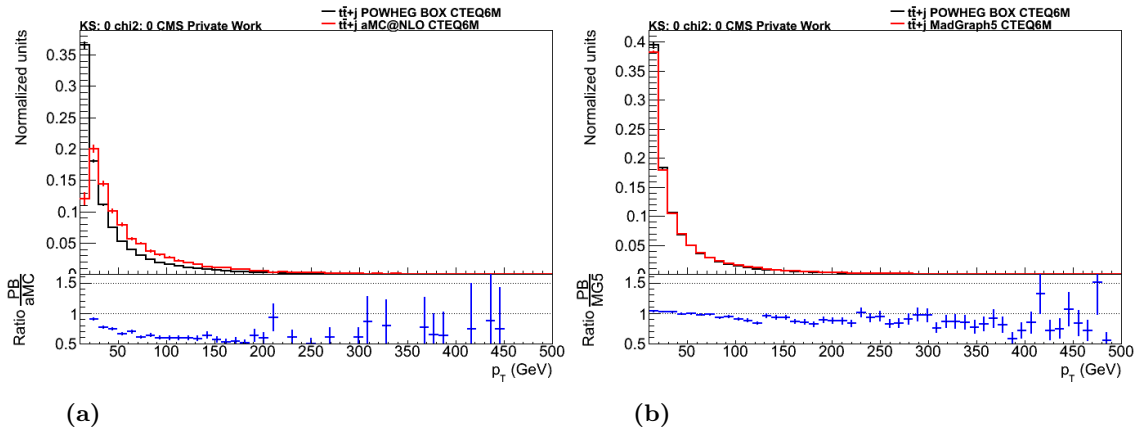 KS: 0 chi2: 0 CMS Private Work
tt̄+j POWHEG BOX CTEQ6M
tt̄+j aMC@NLO CTEQ6M
Normalized units
0.35
0.3
0.25
0.2
0.15
0.1
0.05
0
Ratio PB/aMC
1.5
1
0.5
50 100 150 200 250 300 350 400 450 500
p_T (GeV)
(a)
KS: 0 chi2: 0 CMS Private Work
tt̄+j POWHEG BOX CTEQ6M
tt̄+j MadGraph5 CTEQ6M
Normalized units
0.4
0.35
0.3
0.25
0.2
0.15
0.1
0.05
0
Ratio PB/MG5
1.5
1
0.5
50 100 150 200 250 300 350 400 450 500
p_T (GeV)
(b)